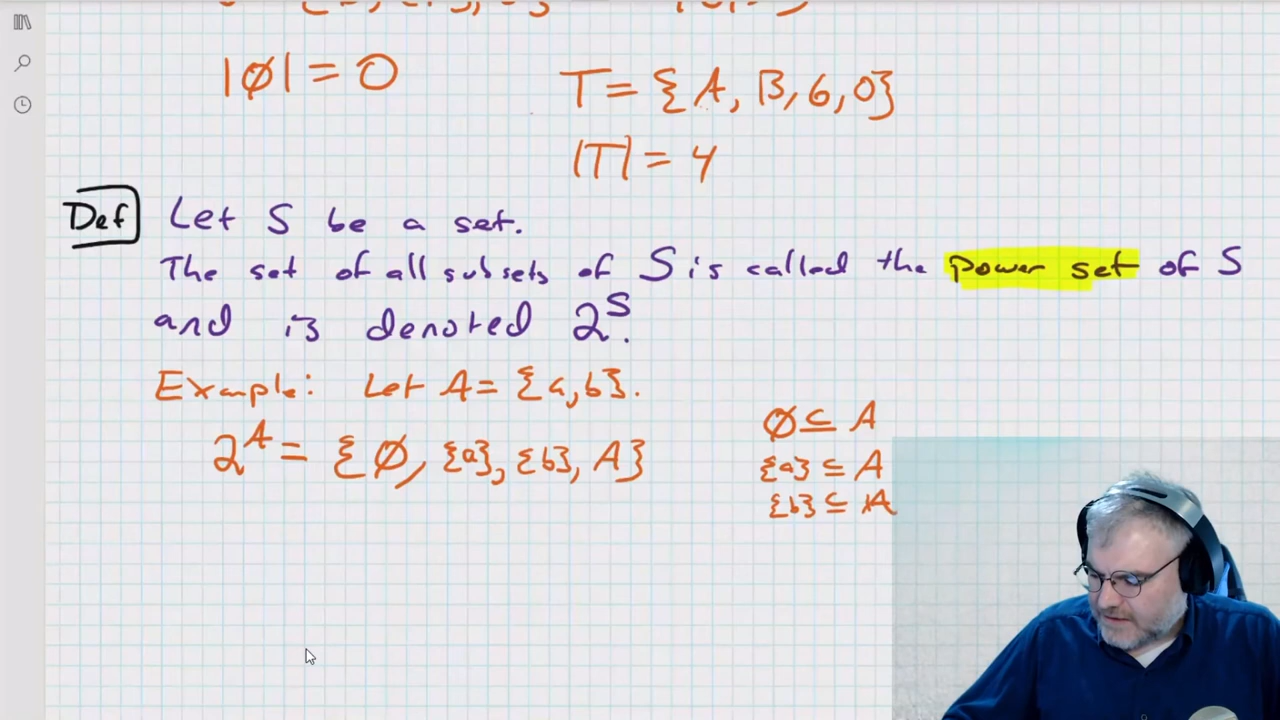 |∅| = 0
T = {A, B, 6, 0}
|T| = 4
Def Let S be a set.
The set of all subsets of S is called the power set of S
and is denoted 2^S.
Example: Let A = {a,b}.
2^A = {∅, {a}, {b}, A}
∅ ⊆ A
{a} ⊆ A
{b} ⊆ A